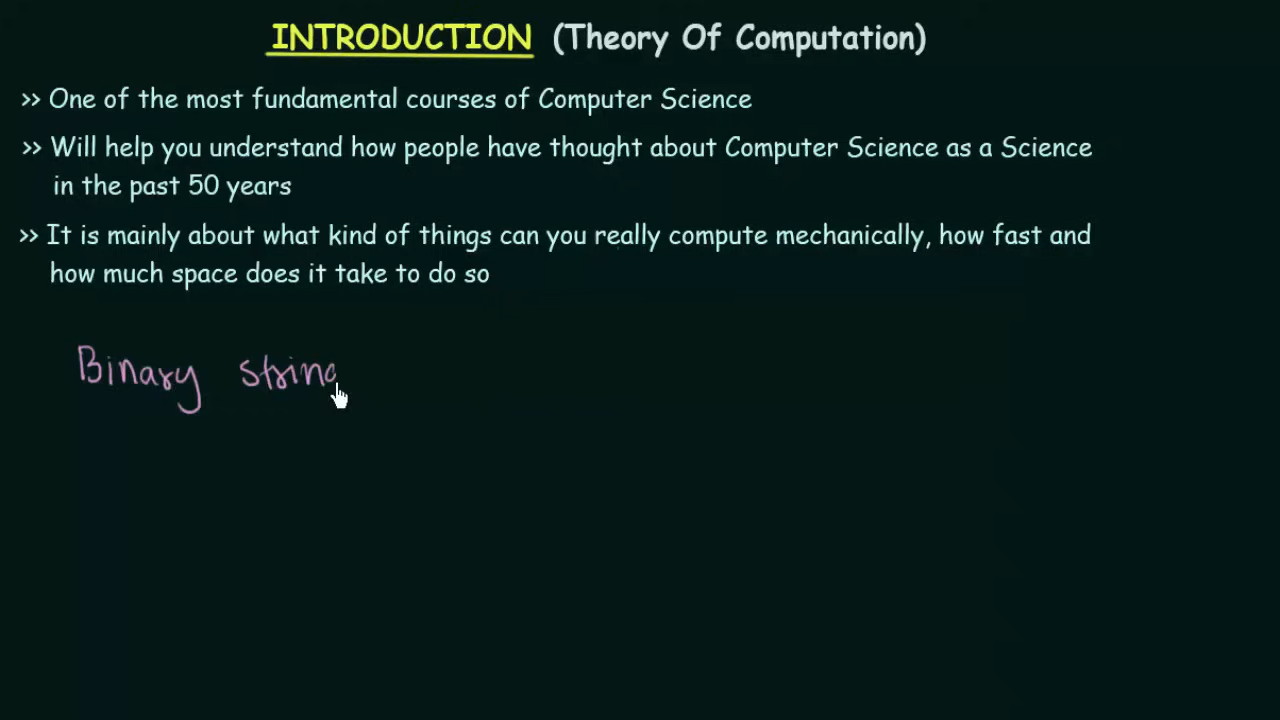 INTRODUCTION (Theory Of Computation)
>> One of the most fundamental courses of Computer Science
>> Will help you understand how people have thought about Computer Science as a Science
in the past 50 years
>> It is mainly about what kind of things can you really compute mechanically, how fast and
how much space does it take to do so
Binary